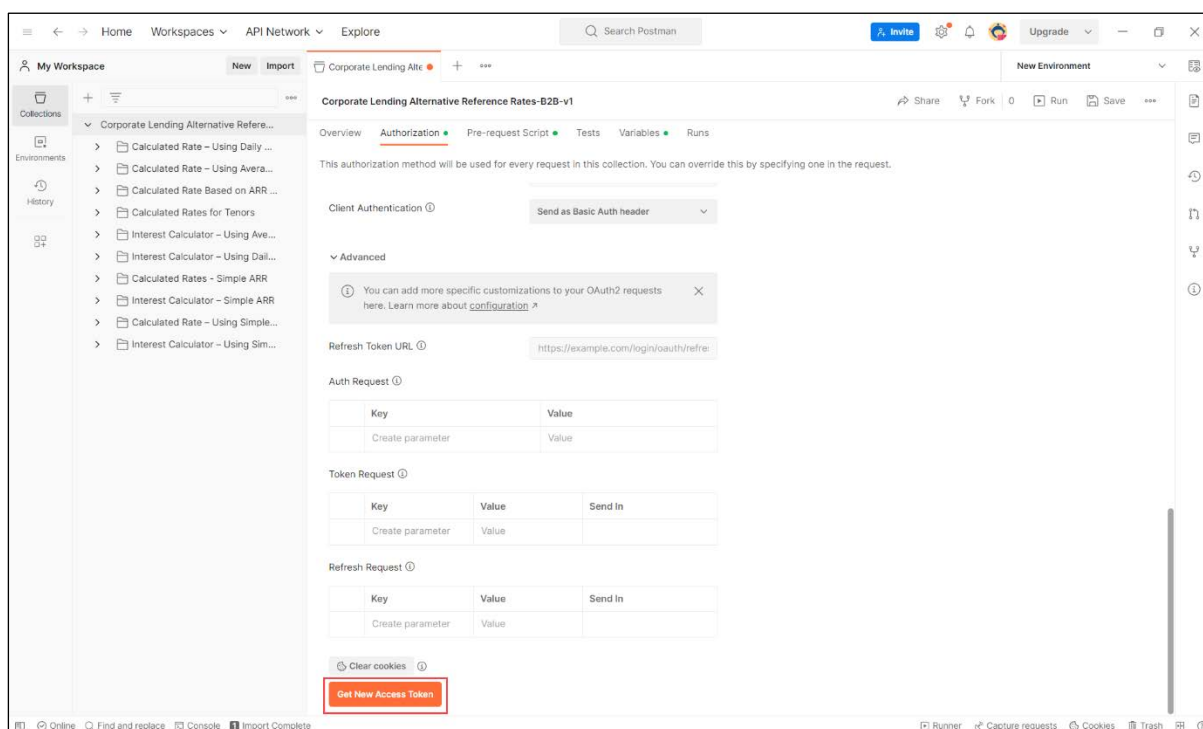 Home Workspaces API Network Explore Search Postman Invite Upgrade
My Workspace New Import Corporate Lending Alte New Environment
Collections
Environments
History
Corporate Lending Alternative Refere...
Calculated Rate – Using Daily ...
Calculated Rate – Using Avera...
Calculated Rate Based on ARR ...
Calculated Rates for Tenors
Interest Calculator – Using Ave...
Interest Calculator – Using Dail...
Calculated Rates - Simple ARR
Interest Calculator – Simple ARR
Calculated Rate – Using Simple...
Interest Calculator – Using Sim...
Corporate Lending Alternative Reference Rates-B2B-v1 Share Fork 0 Run Save
Overview Authorization Pre-request Script Tests Variables Runs
This authorization method will be used for every request in this collection. You can override this by specifying one in the request.
Client Authentication Send as Basic Auth header
Advanced
You can add more specific customizations to your OAuth2 requests
here. Learn more about configuration
Refresh Token URL https://example.com/login/oauth/refre
Auth Request
Key Value
Create parameter Value
Token Request
Key Value Send In
Create parameter Value
Refresh Request
Key Value Send In
Create parameter Value
Clear cookies
Get New Access Token
Online Find and replace Console 1 Import Complete Runner Capture requests Cookies Trash